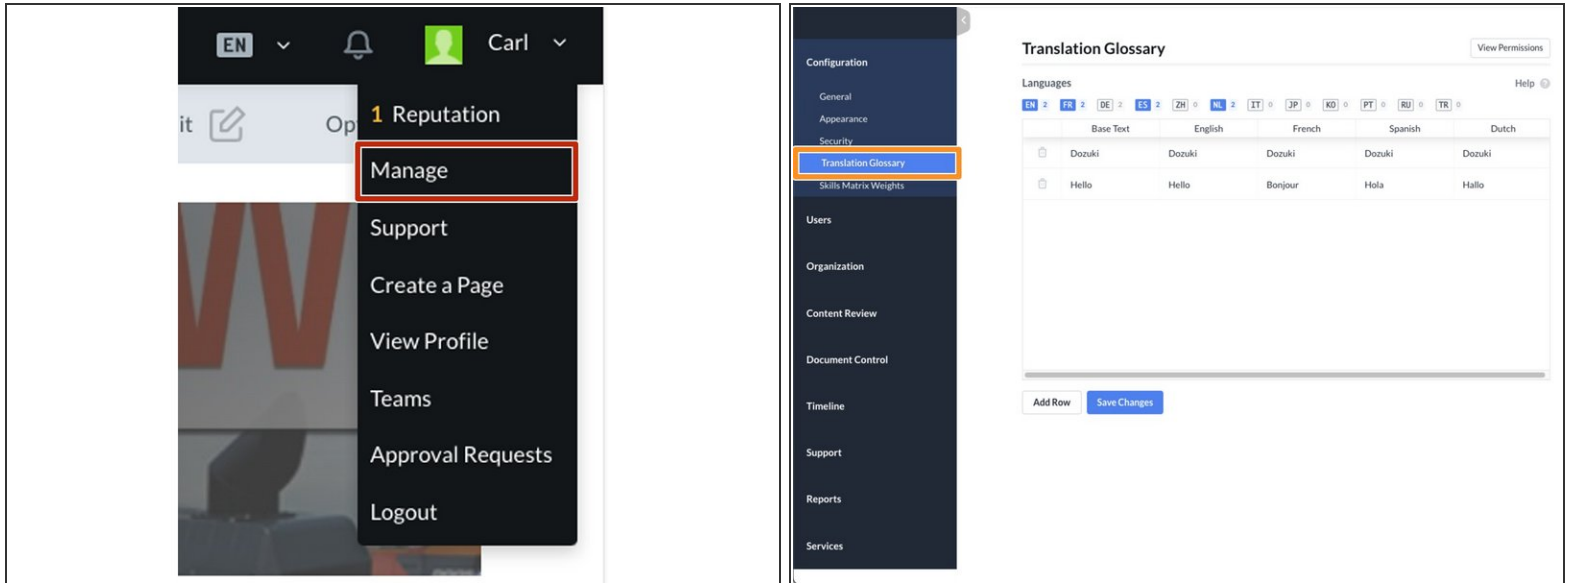 EN
Carl
it
Op
1 Reputation
Manage
Support
Create a Page
View Profile
Teams
Approval Requests
Logout
Configuration
General
Appearance
Security
Translation Glossary
Skills Matrix Weights
Users
Organization
Content Review
Document Control
Timeline
Support
Reports
Services
Translation Glossary
View Permissions
Languages
Help
EN 2 FR 2 DE 2 ES 2 ZH 0 NL 2 IT 0 JP 0 KO 0 PT 0 RU 0 TR 0
Base Text English French Spanish Dutch
Dozuki Dozuki Dozuki Dozuki Dozuki
Hello Hello Bonjour Hola Hallo
Add Row Save Changes